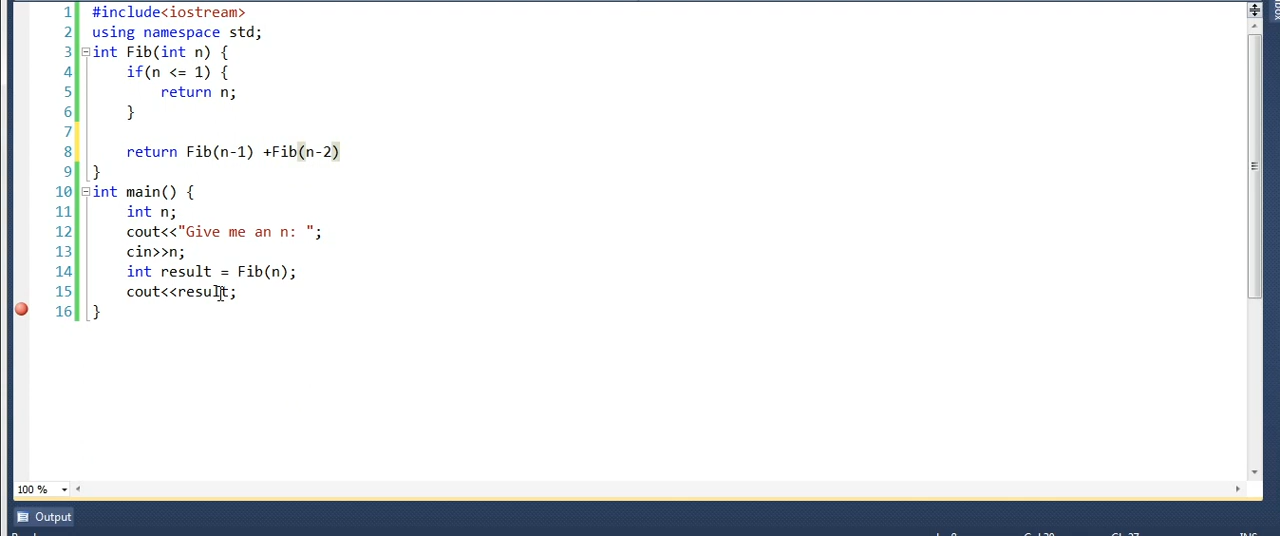 1 #include<iostream>
2 using namespace std;
3 int Fib(int n) {
4 if(n <= 1) {
5 return n;
6 }
7
8 return Fib(n-1) +Fib(n-2)
9 }
10 int main() {
11 int n;
12 cout<<"Give me an n: ";
13 cin>>n;
14 int result = Fib(n);
15 cout<<result;
16 }
100 %
Output